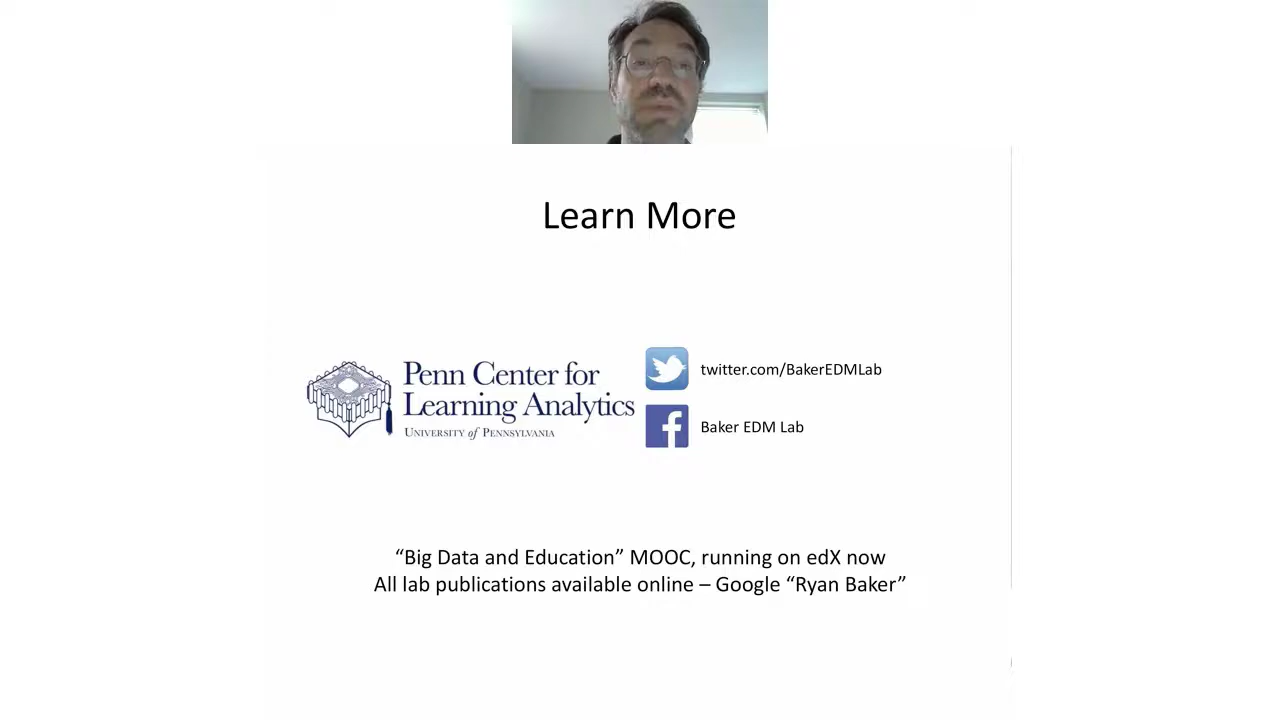 Learn More
Penn Center for
Learning Analytics
University of Pennsylvania
twitter.com/BakerEDMLab
Baker EDM Lab
“Big Data and Education” MOOC, running on edX now
All lab publications available online – Google “Ryan Baker”